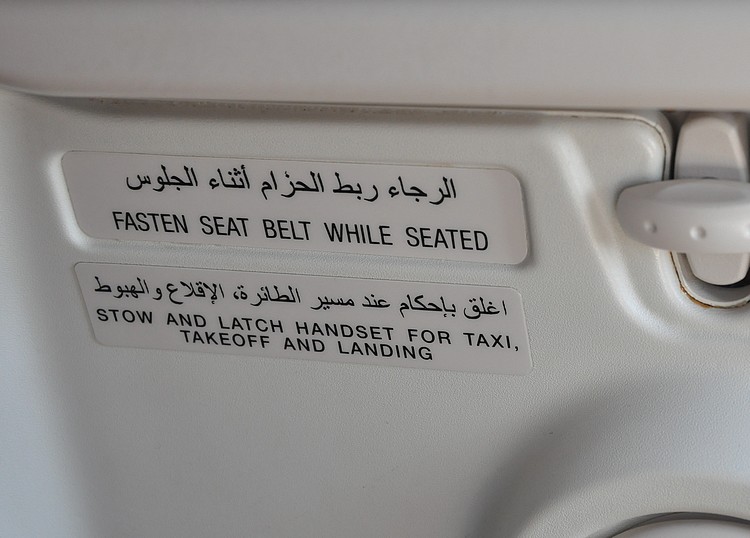 الرجاء ربط الحزام أثناء الجلوس
FASTEN SEAT BELT WHILE SEATED
اغلق بإحكام عند مسير الطائرة، الإقلاع والهبوط
STOW AND LATCH HANDSET FOR TAXI,
TAKEOFF AND LANDING